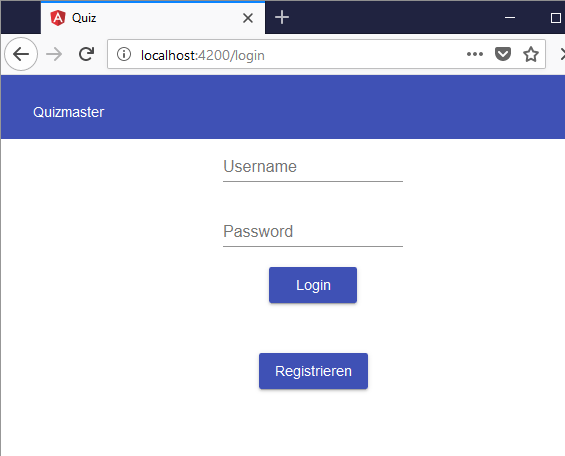 Quiz
localhost:4200/login
Quizmaster
Username
Password
Login
Registrieren